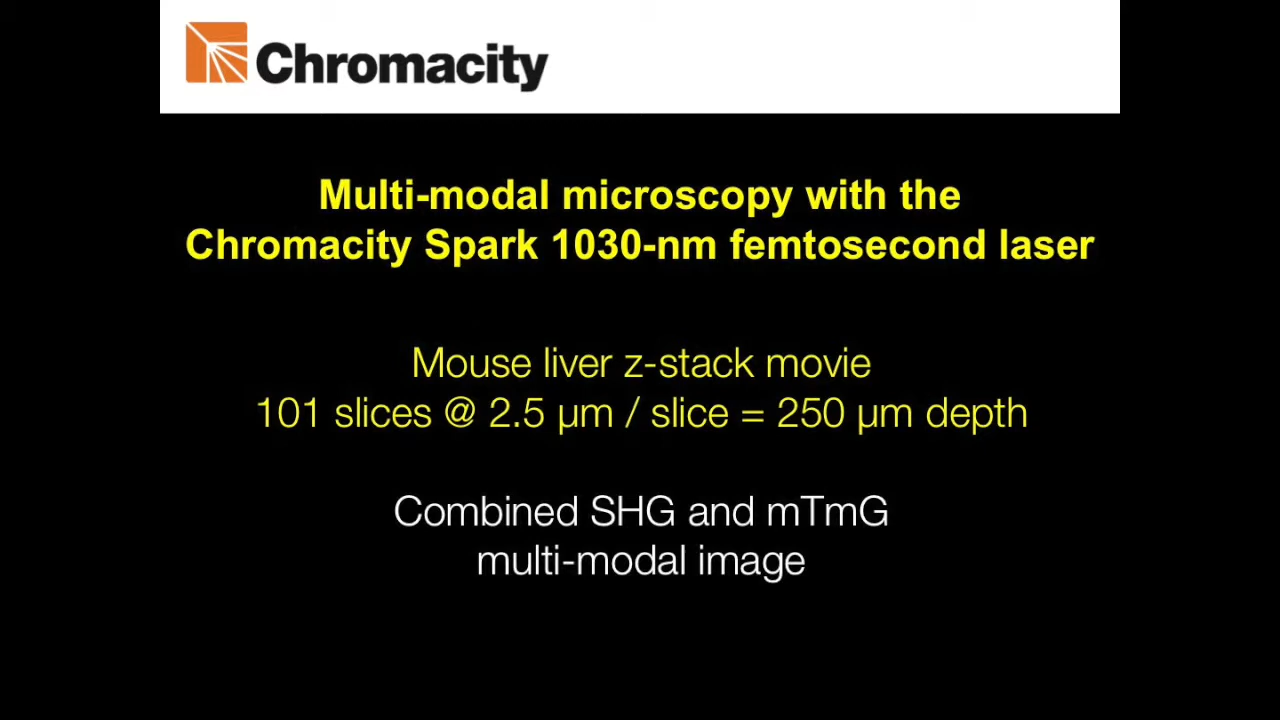 Chromacity
Multi-modal microscopy with the
Chromacity Spark 1030-nm femtosecond laser
Mouse liver z-stack movie
101 slices @ 2.5 µm / slice = 250 µm depth
Combined SHG and mTmG
multi-modal image